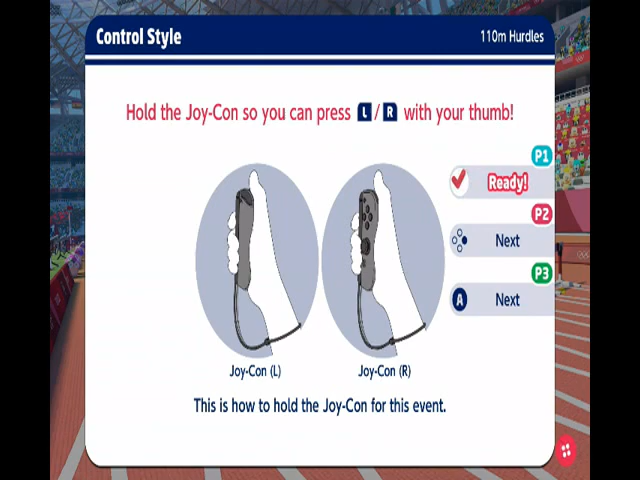 Control Style
110m Hurdles
Hold the Joy-Con so you can press L / R with your thumb!
P1
Ready!
P2
Next
P3
A Next
Joy-Con (L)
Joy-Con (R)
This is how to hold the Joy-Con for this event.